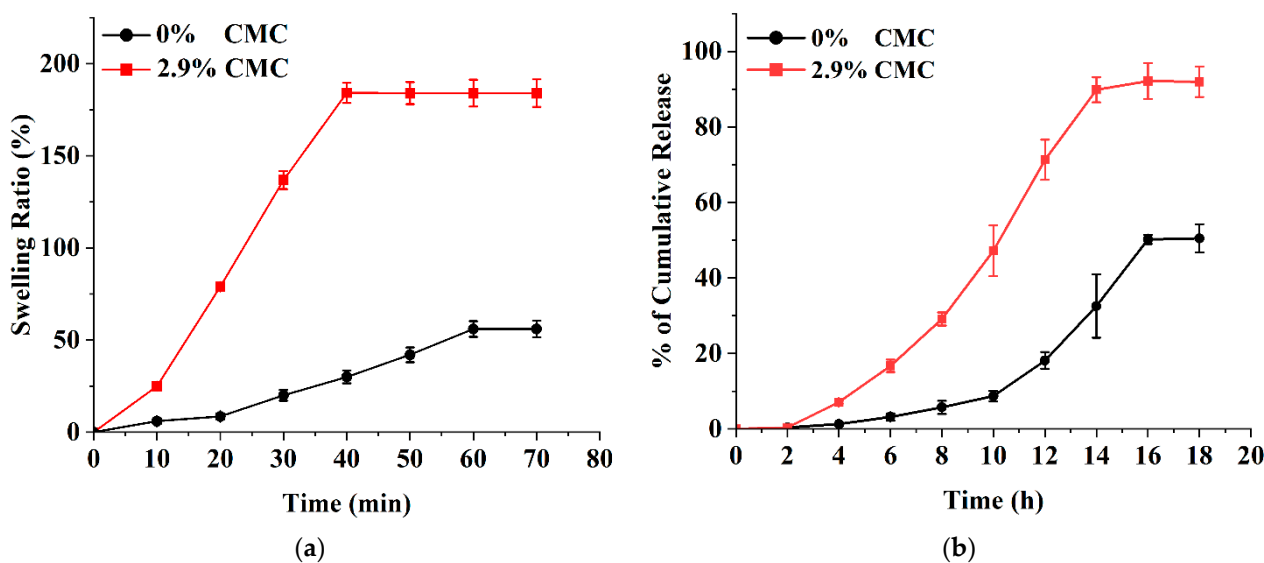 0% CMC
2.9% CMC
Swelling Ratio (%)
200
150
100
50
0
0 10 20 30 40 50 60 70 80
Time (min)
(a)
0% CMC
2.9% CMC
% of Cumulative Release
100
80
60
40
20
0
0 2 4 6 8 10 12 14 16 18 20
Time (h)
(b)